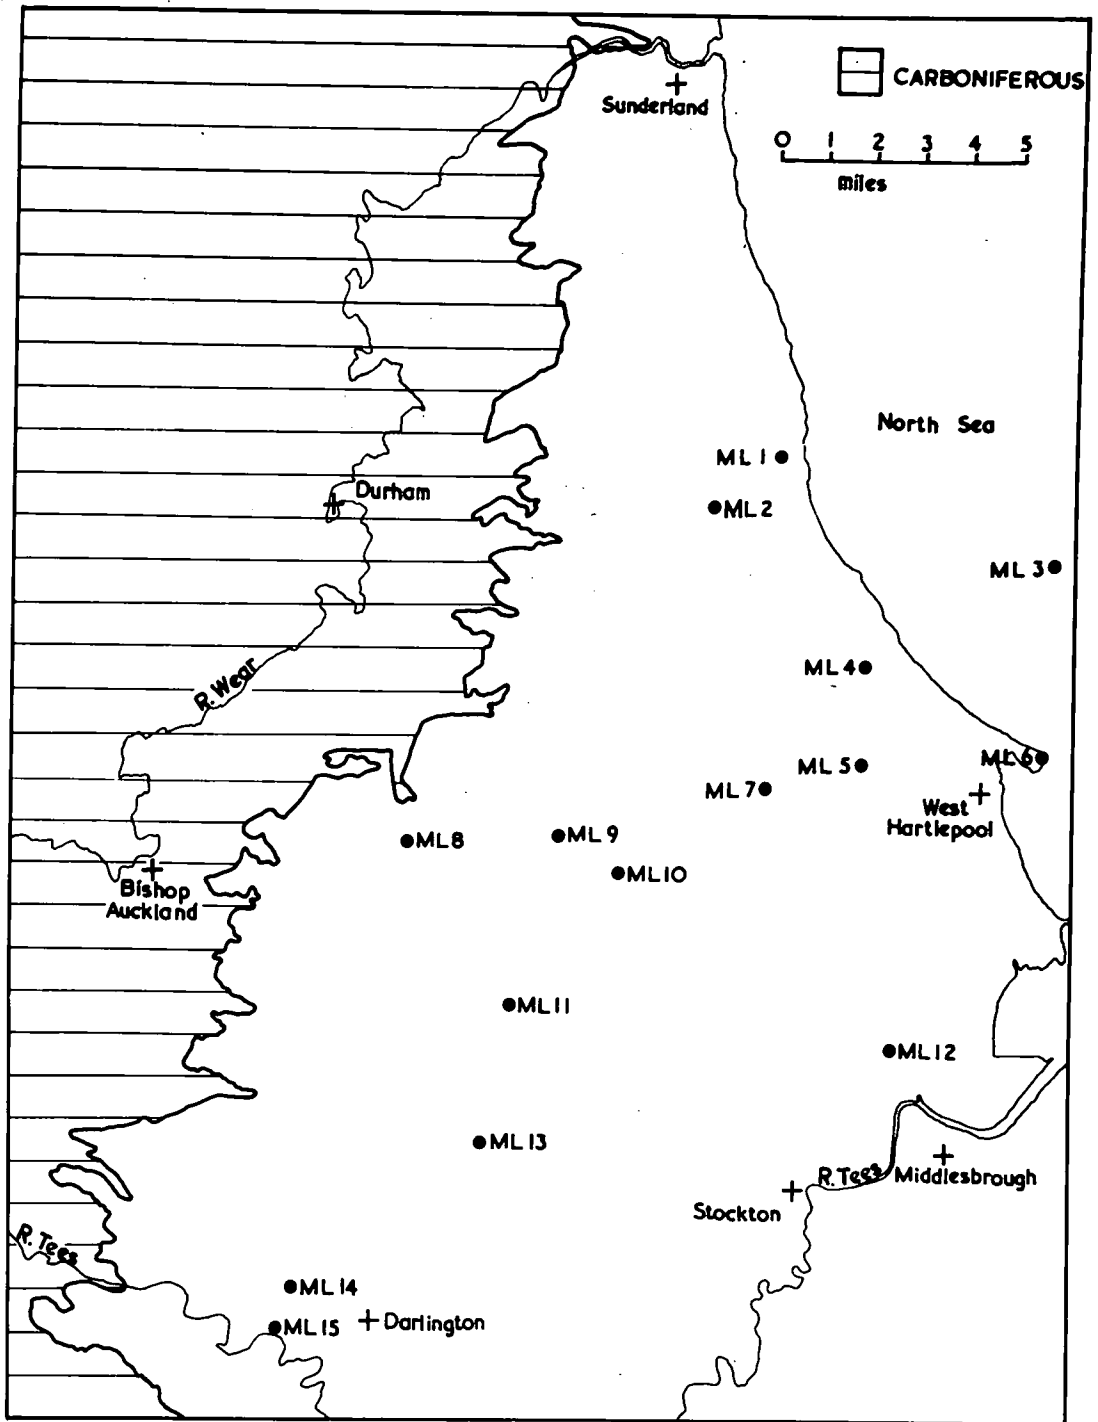 CARBONIFEROUS
Sunderland
0 1 2 3 4 5
miles
North Sea
ML 1
Durham
ML 2
ML 3
R. Wear
ML 4
ML 6
ML 5
ML 7
West
Hartlepool
ML 8
ML 9
ML 10
Bishop
Auckland
ML 11
ML 12
ML 13
R. Tees
Middlesbrough
Stockton
R. Tees
ML 14
ML 15
Darlington